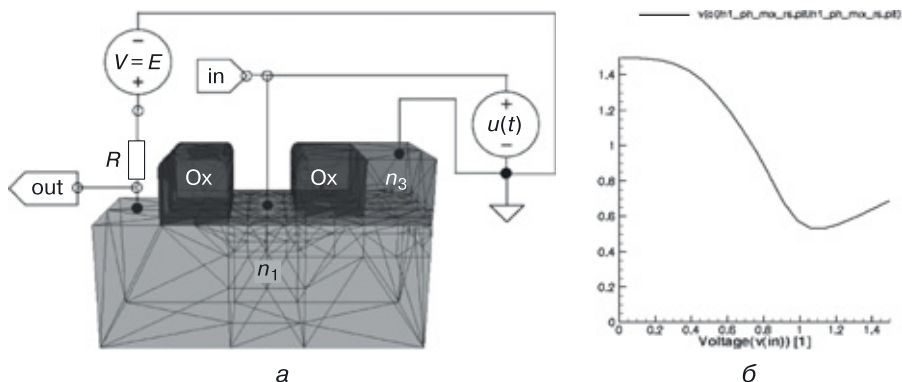 V = E
in
u(t)
R
Ox
Ox
n3
out
n1
а
1.4
1.2
1
0.8
0.6
0.4
0.2
0
0
0.2
0.4
0.6
0.8
1
1.2
1.4
Voltage(v(in)) [1]
б